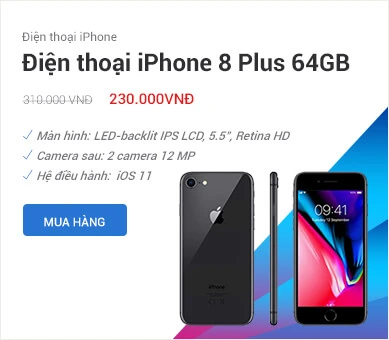 Điện thoại iPhone
Điện thoại iPhone 8 Plus 64GB
310.000 VNĐ 230.000VNĐ
✓ Màn hình: LED-backlit IPS LCD, 5.5", Retina HD
✓ Camera sau: 2 camera 12 MP
✓ Hệ điều hành: iOS 11
MUA HÀNG
09:41
iPhone